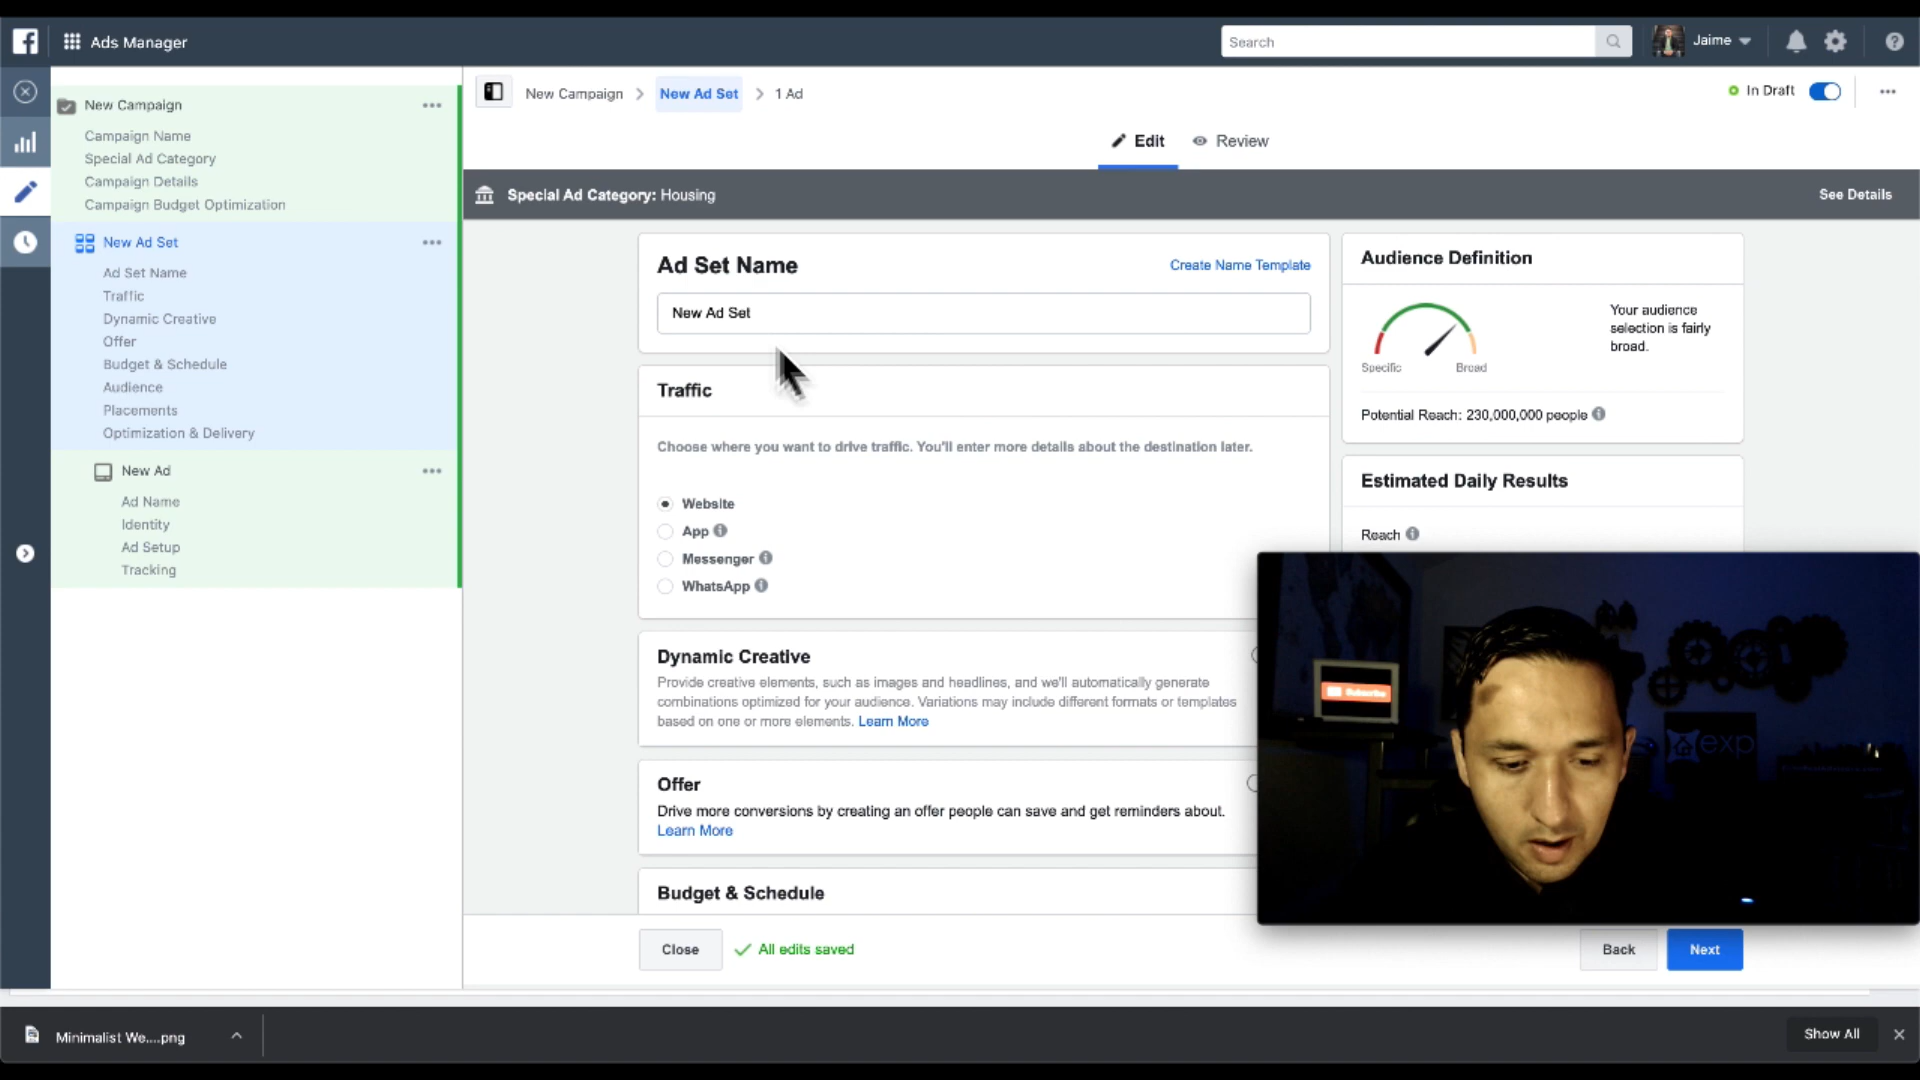 Ads Manager
Search
Jaime
New Campaign
Campaign Name
Special Ad Category
Campaign Details
Campaign Budget Optimization
New Ad Set
Ad Set Name
Traffic
Dynamic Creative
Offer
Budget & Schedule
Audience
Placements
Optimization & Delivery
New Ad
Ad Name
Identity
Ad Setup
Tracking
New Campaign > New Ad Set > 1 Ad
In Draft
Edit
Review
Special Ad Category: Housing
See Details
Ad Set Name
Create Name Template
New Ad Set
Traffic
Choose where you want to drive traffic. You'll enter more details about the destination later.
Website
App
Messenger
WhatsApp
Dynamic Creative
Provide creative elements, such as images and headlines, and we'll automatically generate
combinations optimized for your audience. Variations may include different formats or templates
based on one or more elements. Learn More
Offer
Drive more conversions by creating an offer people can save and get reminders about.
Learn More
Budget & Schedule
Audience Definition
Your audience
selection is fairly
broad.
Specific
Broad
Potential Reach: 230,000,000 people
Estimated Daily Results
Reach
Subscribe
exp
Close
All edits saved
Back
Next
Minimalist We....png
Show All